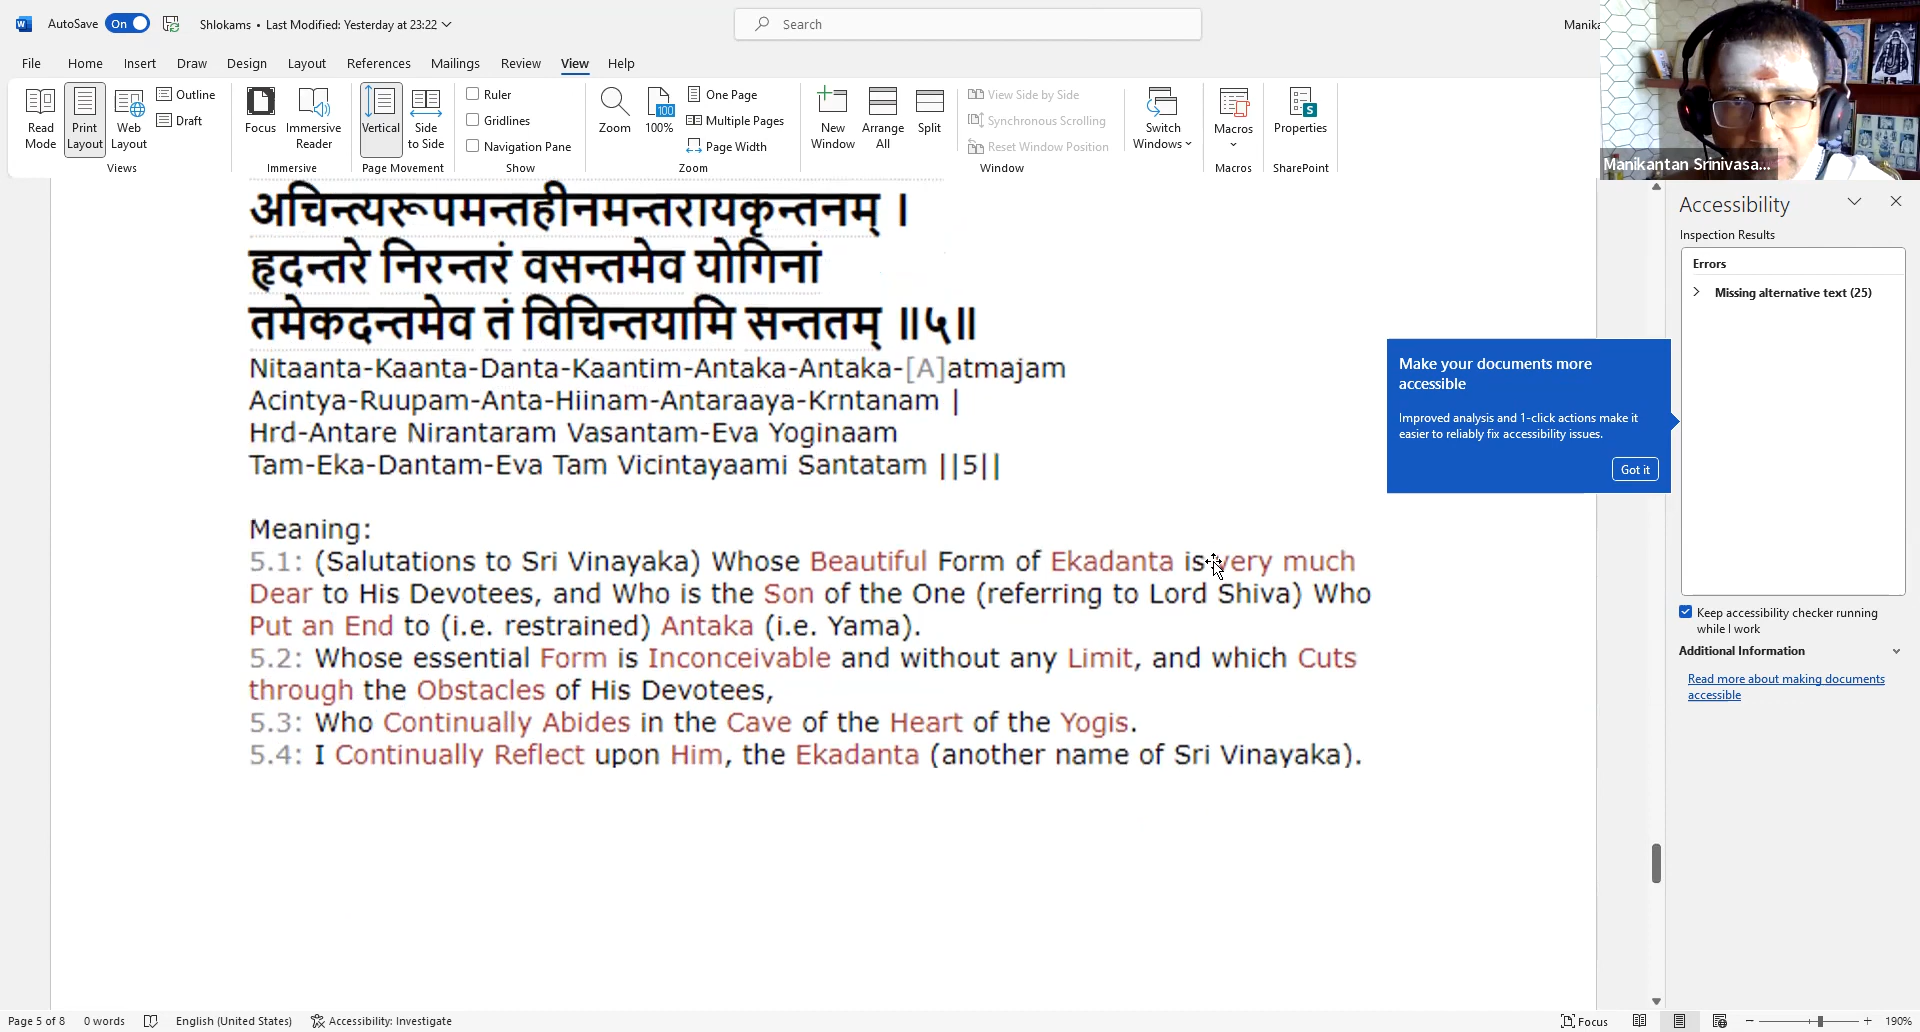 AutoSave On Shlokams • Last Modified: Yesterday at 23:22 Search
File Home Insert Draw Design Layout References Mailings Review View Help
Read Mode
Print Layout
Web Layout
Outline
Draft
Views
Focus
Immersive Reader
Immersive
Vertical
Side to Side
Page Movement
Ruler
Gridlines
Navigation Pane
Show
Zoom
100
100%
One Page
Multiple Pages
Page Width
Zoom
New Window
Arrange All
Split
View Side by Side
Synchronous Scrolling
Reset Window Position
Window
Switch Windows
Macros
Macros
Properties
SharePoint
Manikantan Srinivasa...
अचिन्त्यरूपमन्तहीनमन्तरायकृन्तनम् ।
हृदन्तरे निरन्तरं वसन्तमेव योगिनां
तमेकदन्तमेव तं विचिन्तयामि सन्ततम् ॥५॥
Nitaanta-Kaanta-Danta-Kaantim-Antaka-Antaka-[A]atmajam
Acintya-Ruupam-Anta-Hiinam-Antaraaya-Krntanam |
Hrd-Antare Nirantaram Vasantam-Eva Yoginaam
Tam-Eka-Dantam-Eva Tam Vicintayaami Santatam ||5||
Meaning:
5.1: (Salutations to Sri Vinayaka) Whose Beautiful Form of Ekadanta is very much
Dear to His Devotees, and Who is the Son of the One (referring to Lord Shiva) Who
Put an End to (i.e. restrained) Antaka (i.e. Yama).
5.2: Whose essential Form is Inconceivable and without any Limit, and which Cuts
through the Obstacles of His Devotees,
5.3: Who Continually Abides in the Cave of the Heart of the Yogis.
5.4: I Continually Reflect upon Him, the Ekadanta (another name of Sri Vinayaka).
Make your documents more
accessible
Improved analysis and 1-click actions make it
easier to reliably fix accessibility issues.
Got it
Accessibility
Inspection Results
Errors
Missing alternative text (25)
Keep accessibility checker running
while I work
Additional Information
Read more about making documents
accessible
Page 5 of 8 0 words English (United States) Accessibility: Investigate Focus 190%